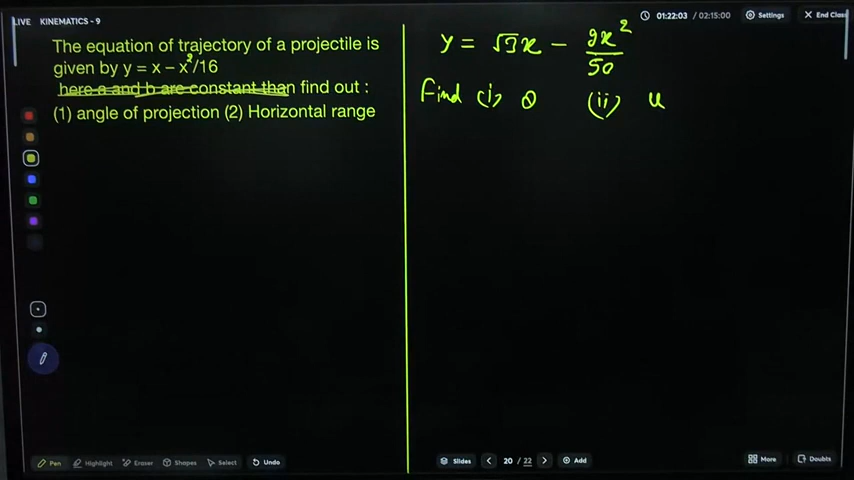 LIVE KINEMATICS - 9
01:22:03 / 02:15:00 Settings End Class
The equation of trajectory of a projectile is
given by y = x – x²/16
here a and b are constant than find out :
(1) angle of projection (2) Horizontal range
y = √3x − gx²/50
Find (i) θ (ii) u
Pen Highlight Eraser Shapes Select Undo
Slides 20 / 22 Add
More Doubts